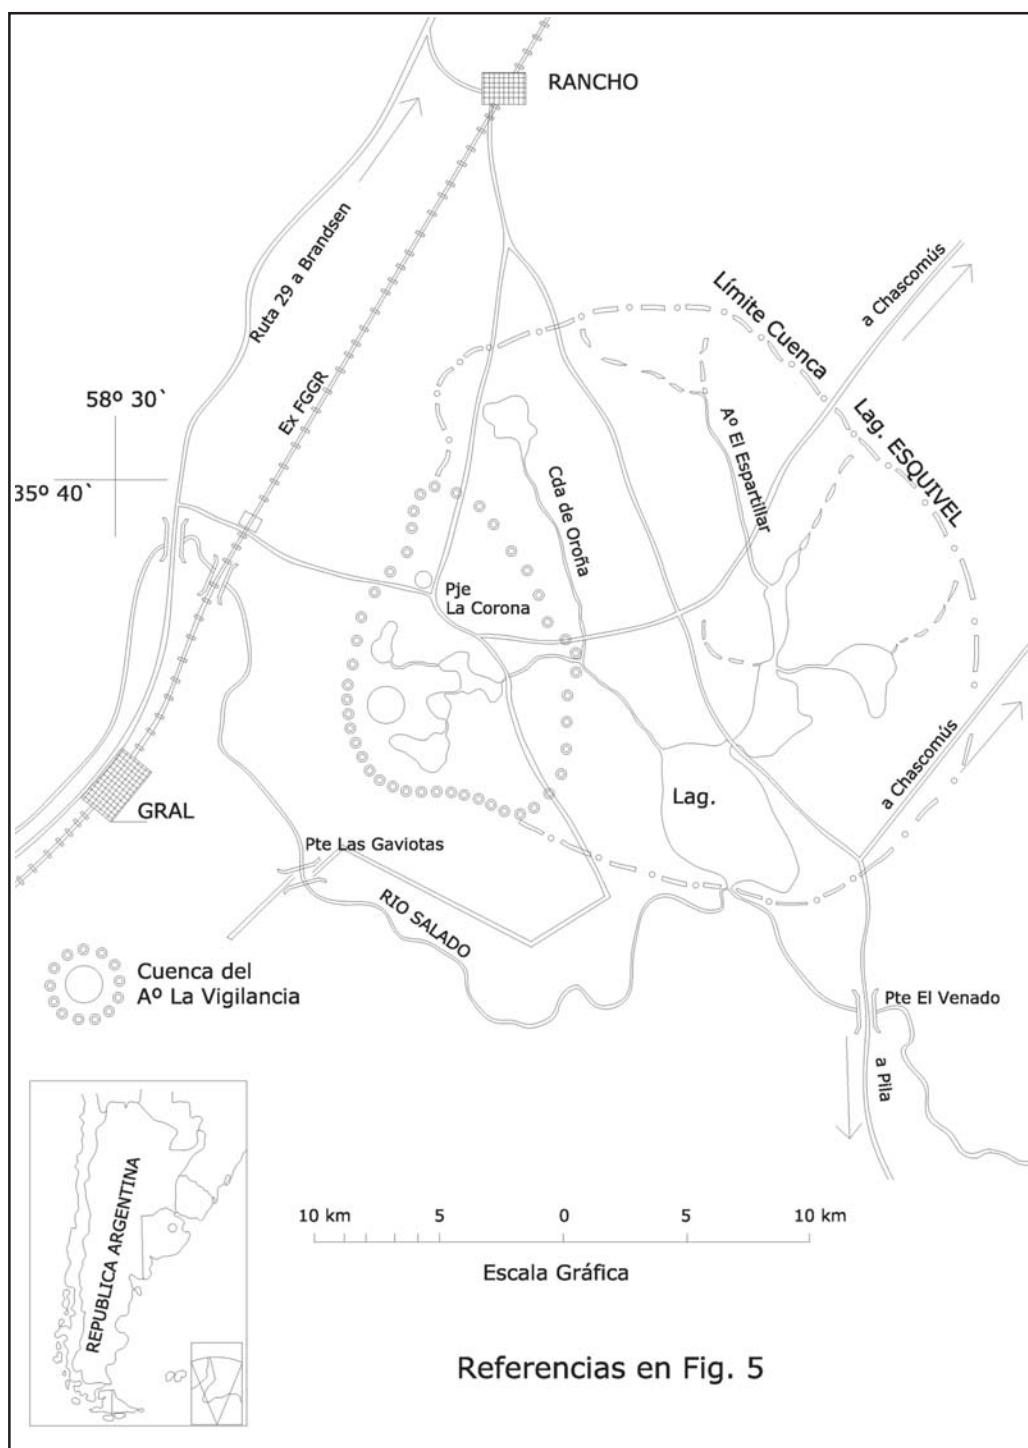 RANCHO
Ruta 29 a Brandsen
Ex FGGR
58º 30`
35º 40`
Límite Cuenca
a Chascomús
Lag. ESQUIVEL
Aº El Espartillar
Cda de Oroña
Pje
La Corona
a Chascomús
Lag.
GRAL
Pte Las Gaviotas
RIO SALADO
Cuenca del
Aº La Vigilancia
Pte El Venado
a Pila
REPUBLICA ARGENTINA
10 km 5 0 5 10 km
Escala Gráfica
Referencias en Fig. 5